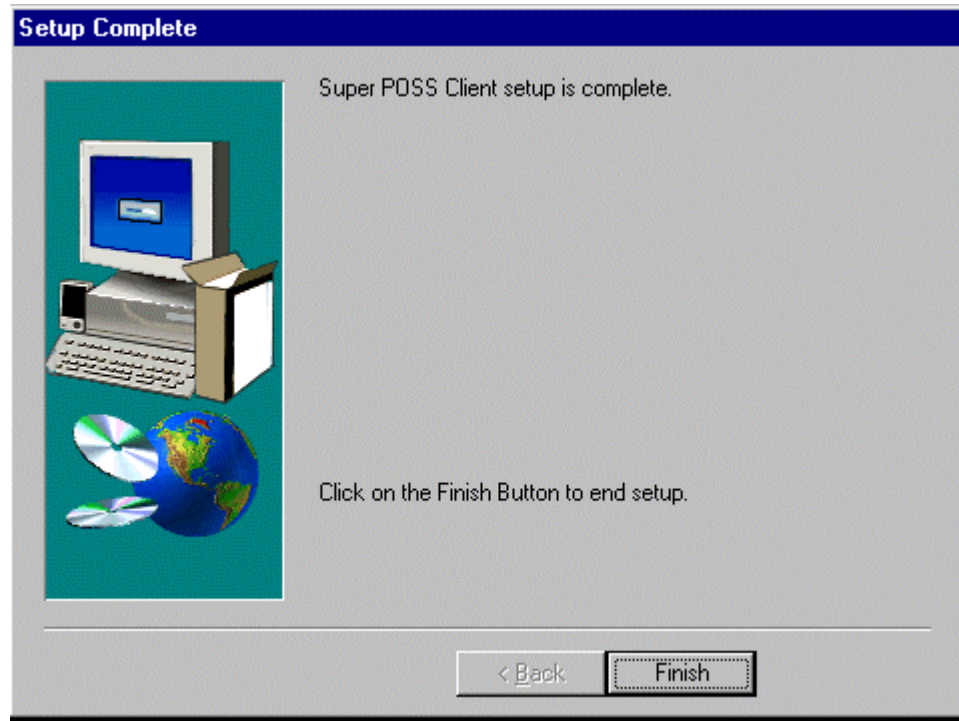 Setup Complete
Super POSS Client setup is complete.
Click on the Finish Button to end setup.
< Back
Finish